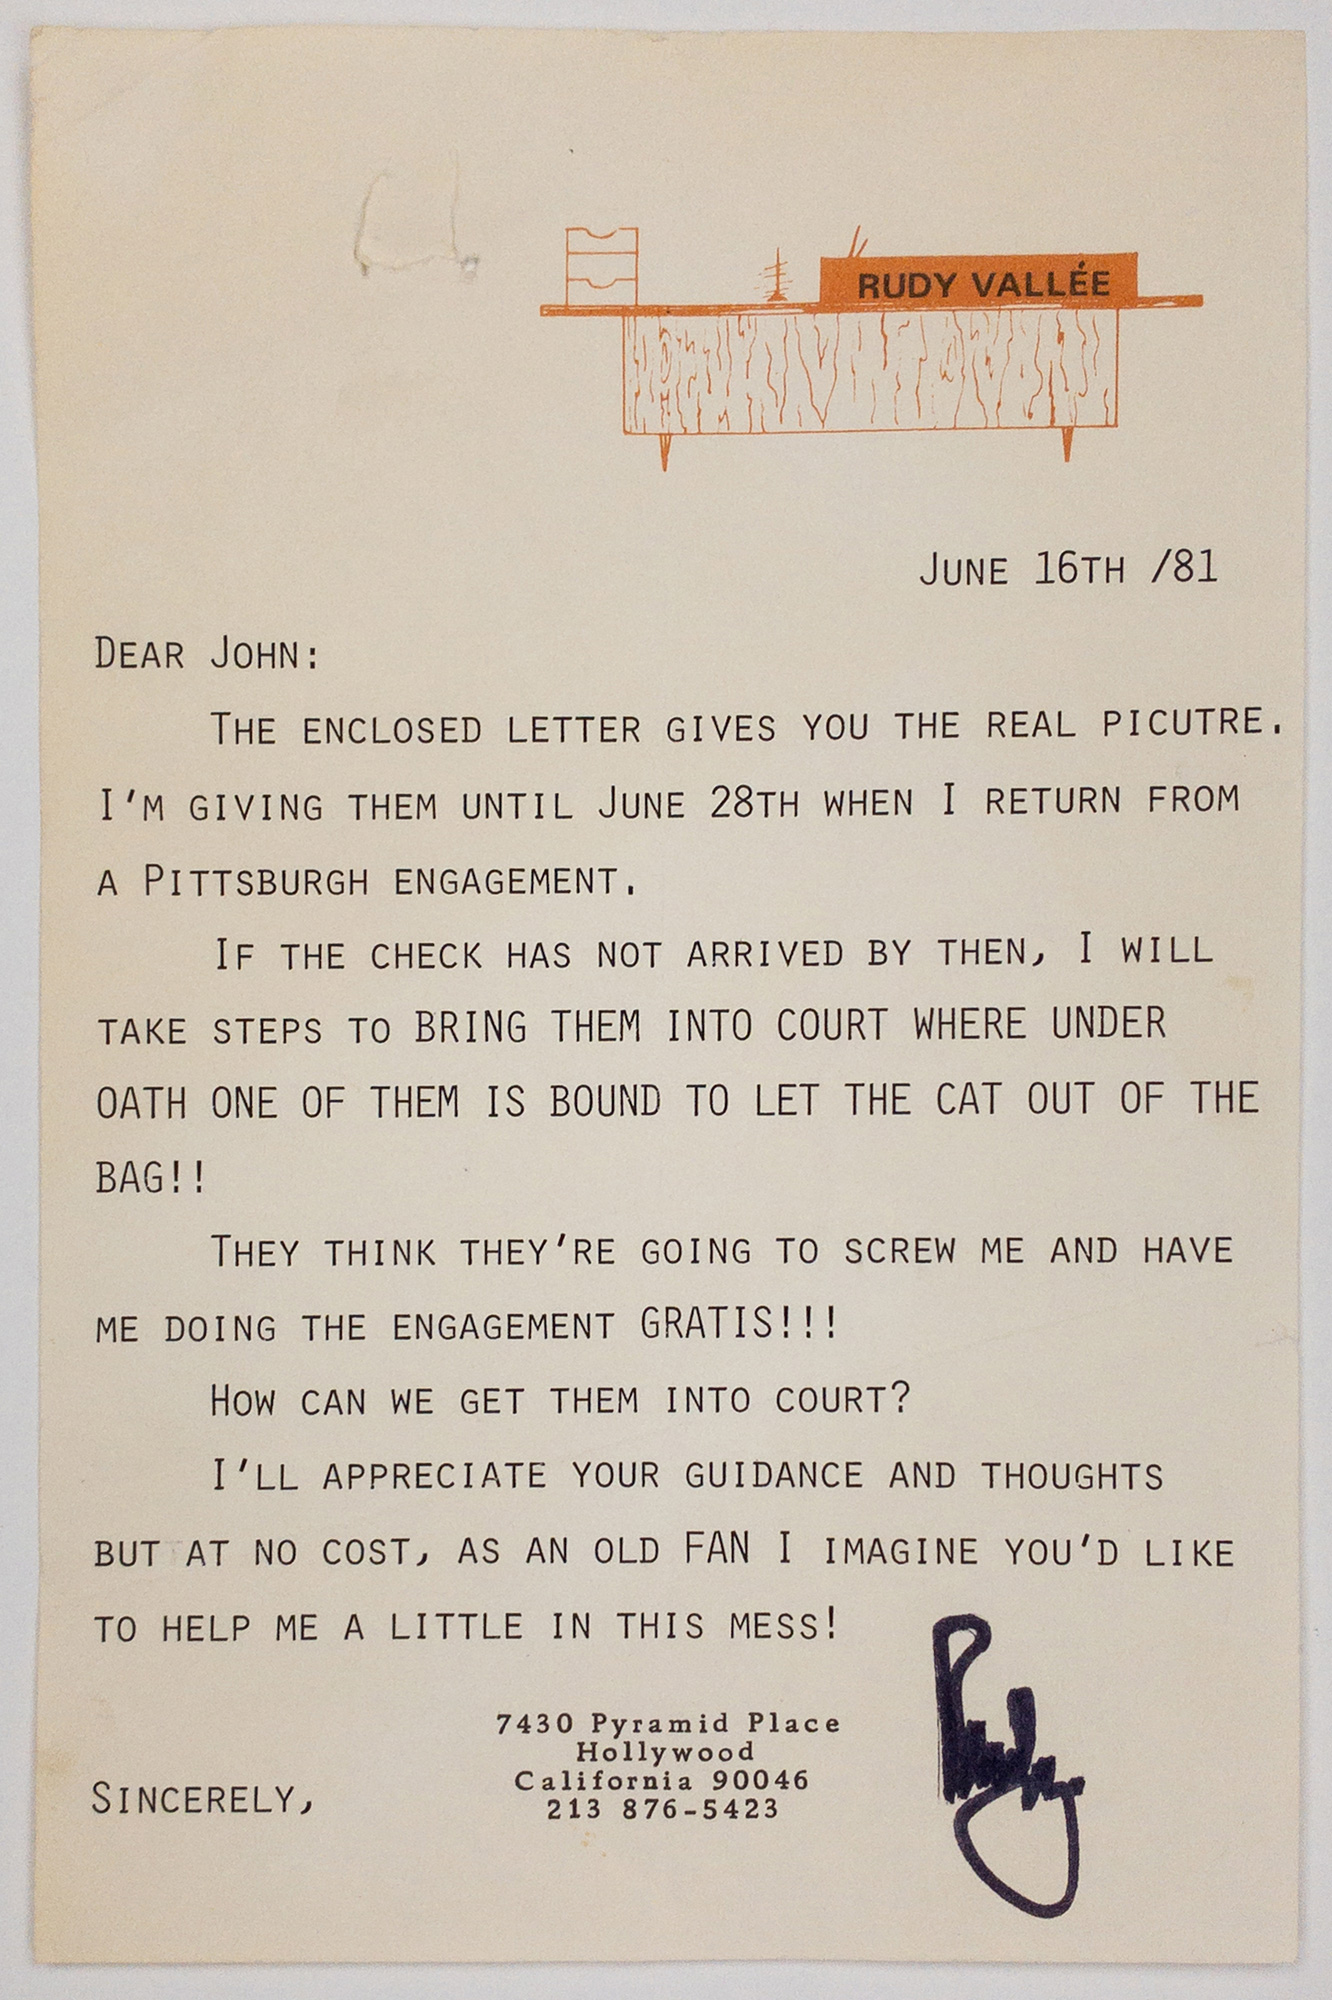 RUDY VALLÉE
JUNE 16TH /81
DEAR JOHN:
THE ENCLOSED LETTER GIVES YOU THE REAL PICUTRE.
I'M GIVING THEM UNTIL JUNE 28TH WHEN I RETURN FROM
A PITTSBURGH ENGAGEMENT.
IF THE CHECK HAS NOT ARRIVED BY THEN, I WILL
TAKE STEPS TO BRING THEM INTO COURT WHERE UNDER
OATH ONE OF THEM IS BOUND TO LET THE CAT OUT OF THE
BAG!!
THEY THINK THEY'RE GOING TO SCREW ME AND HAVE
ME DOING THE ENGAGEMENT GRATIS!!!
HOW CAN WE GET THEM INTO COURT?
I'LL APPRECIATE YOUR GUIDANCE AND THOUGHTS
BUT AT NO COST, AS AN OLD FAN I IMAGINE YOU'D LIKE
TO HELP ME A LITTLE IN THIS MESS!
SINCERELY,
Rudy
7430 Pyramid Place
Hollywood
California 90046
213 876-5423